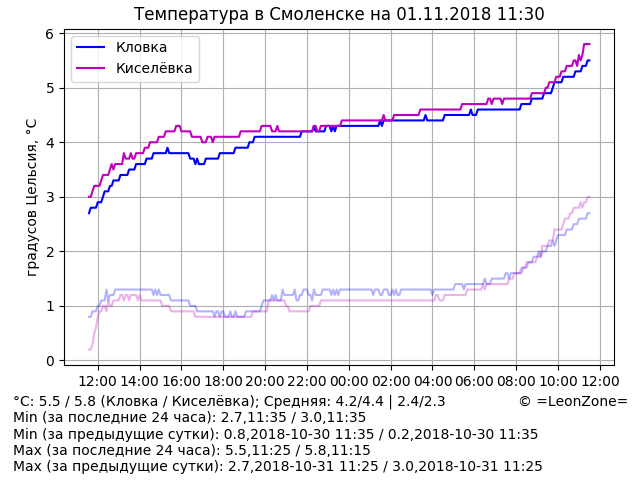 Температура в Смоленске на 01.11.2018 11:30
Кловка
Киселёвка
градусов Цельсия, °C
6
5
4
3
2
1
0
12:00 14:00 16:00 18:00 20:00 22:00 00:00 02:00 04:00 06:00 08:00 10:00 12:00
°C: 5.5 / 5.8 (Кловка / Киселёвка); Средняя: 4.2/4.4 | 2.4/2.3 © =LeonZone=
Min (за последние 24 часа): 2.7,11:35 / 3.0,11:35
Min (за предыдущие сутки): 0.8,2018-10-30 11:35 / 0.2,2018-10-30 11:35
Max (за последние 24 часа): 5.5,11:25 / 5.8,11:15
Max (за предыдущие сутки): 2.7,2018-10-31 11:25 / 3.0,2018-10-31 11:25